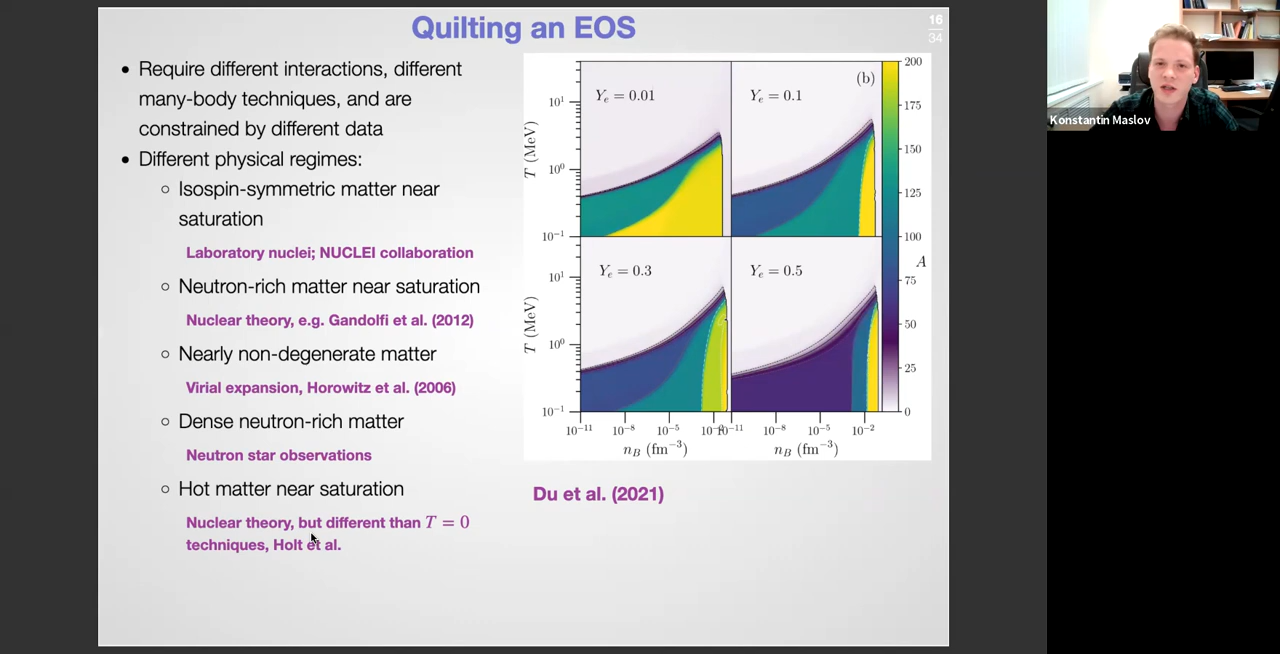 Quilting an EOS
16
34
• Require different interactions, different
many-body techniques, and are
constrained by different data
• Different physical regimes:
○ Isospin-symmetric matter near
saturation
Laboratory nuclei; NUCLEI collaboration
○ Neutron-rich matter near saturation
Nuclear theory, e.g. Gandolfi et al. (2012)
○ Nearly non-degenerate matter
Virial expansion, Horowitz et al. (2006)
○ Dense neutron-rich matter
Neutron star observations
○ Hot matter near saturation
Nuclear theory, but different than T = 0
techniques, Holt et al.
(b)
Yₑ = 0.01
Yₑ = 0.1
Yₑ = 0.3
Yₑ = 0.5
T (MeV)
10¹
10⁰
10⁻¹
T (MeV)
10¹
10⁰
10⁻¹
10⁻¹¹ 10⁻⁸ 10⁻⁵
10⁻¹¹ 10⁻⁸ 10⁻⁵ 10⁻²
n_B (fm⁻³)
n_B (fm⁻³)
200
175
150
125
100
75
50
25
0
A
Du et al. (2021)
Konstantin Maslov